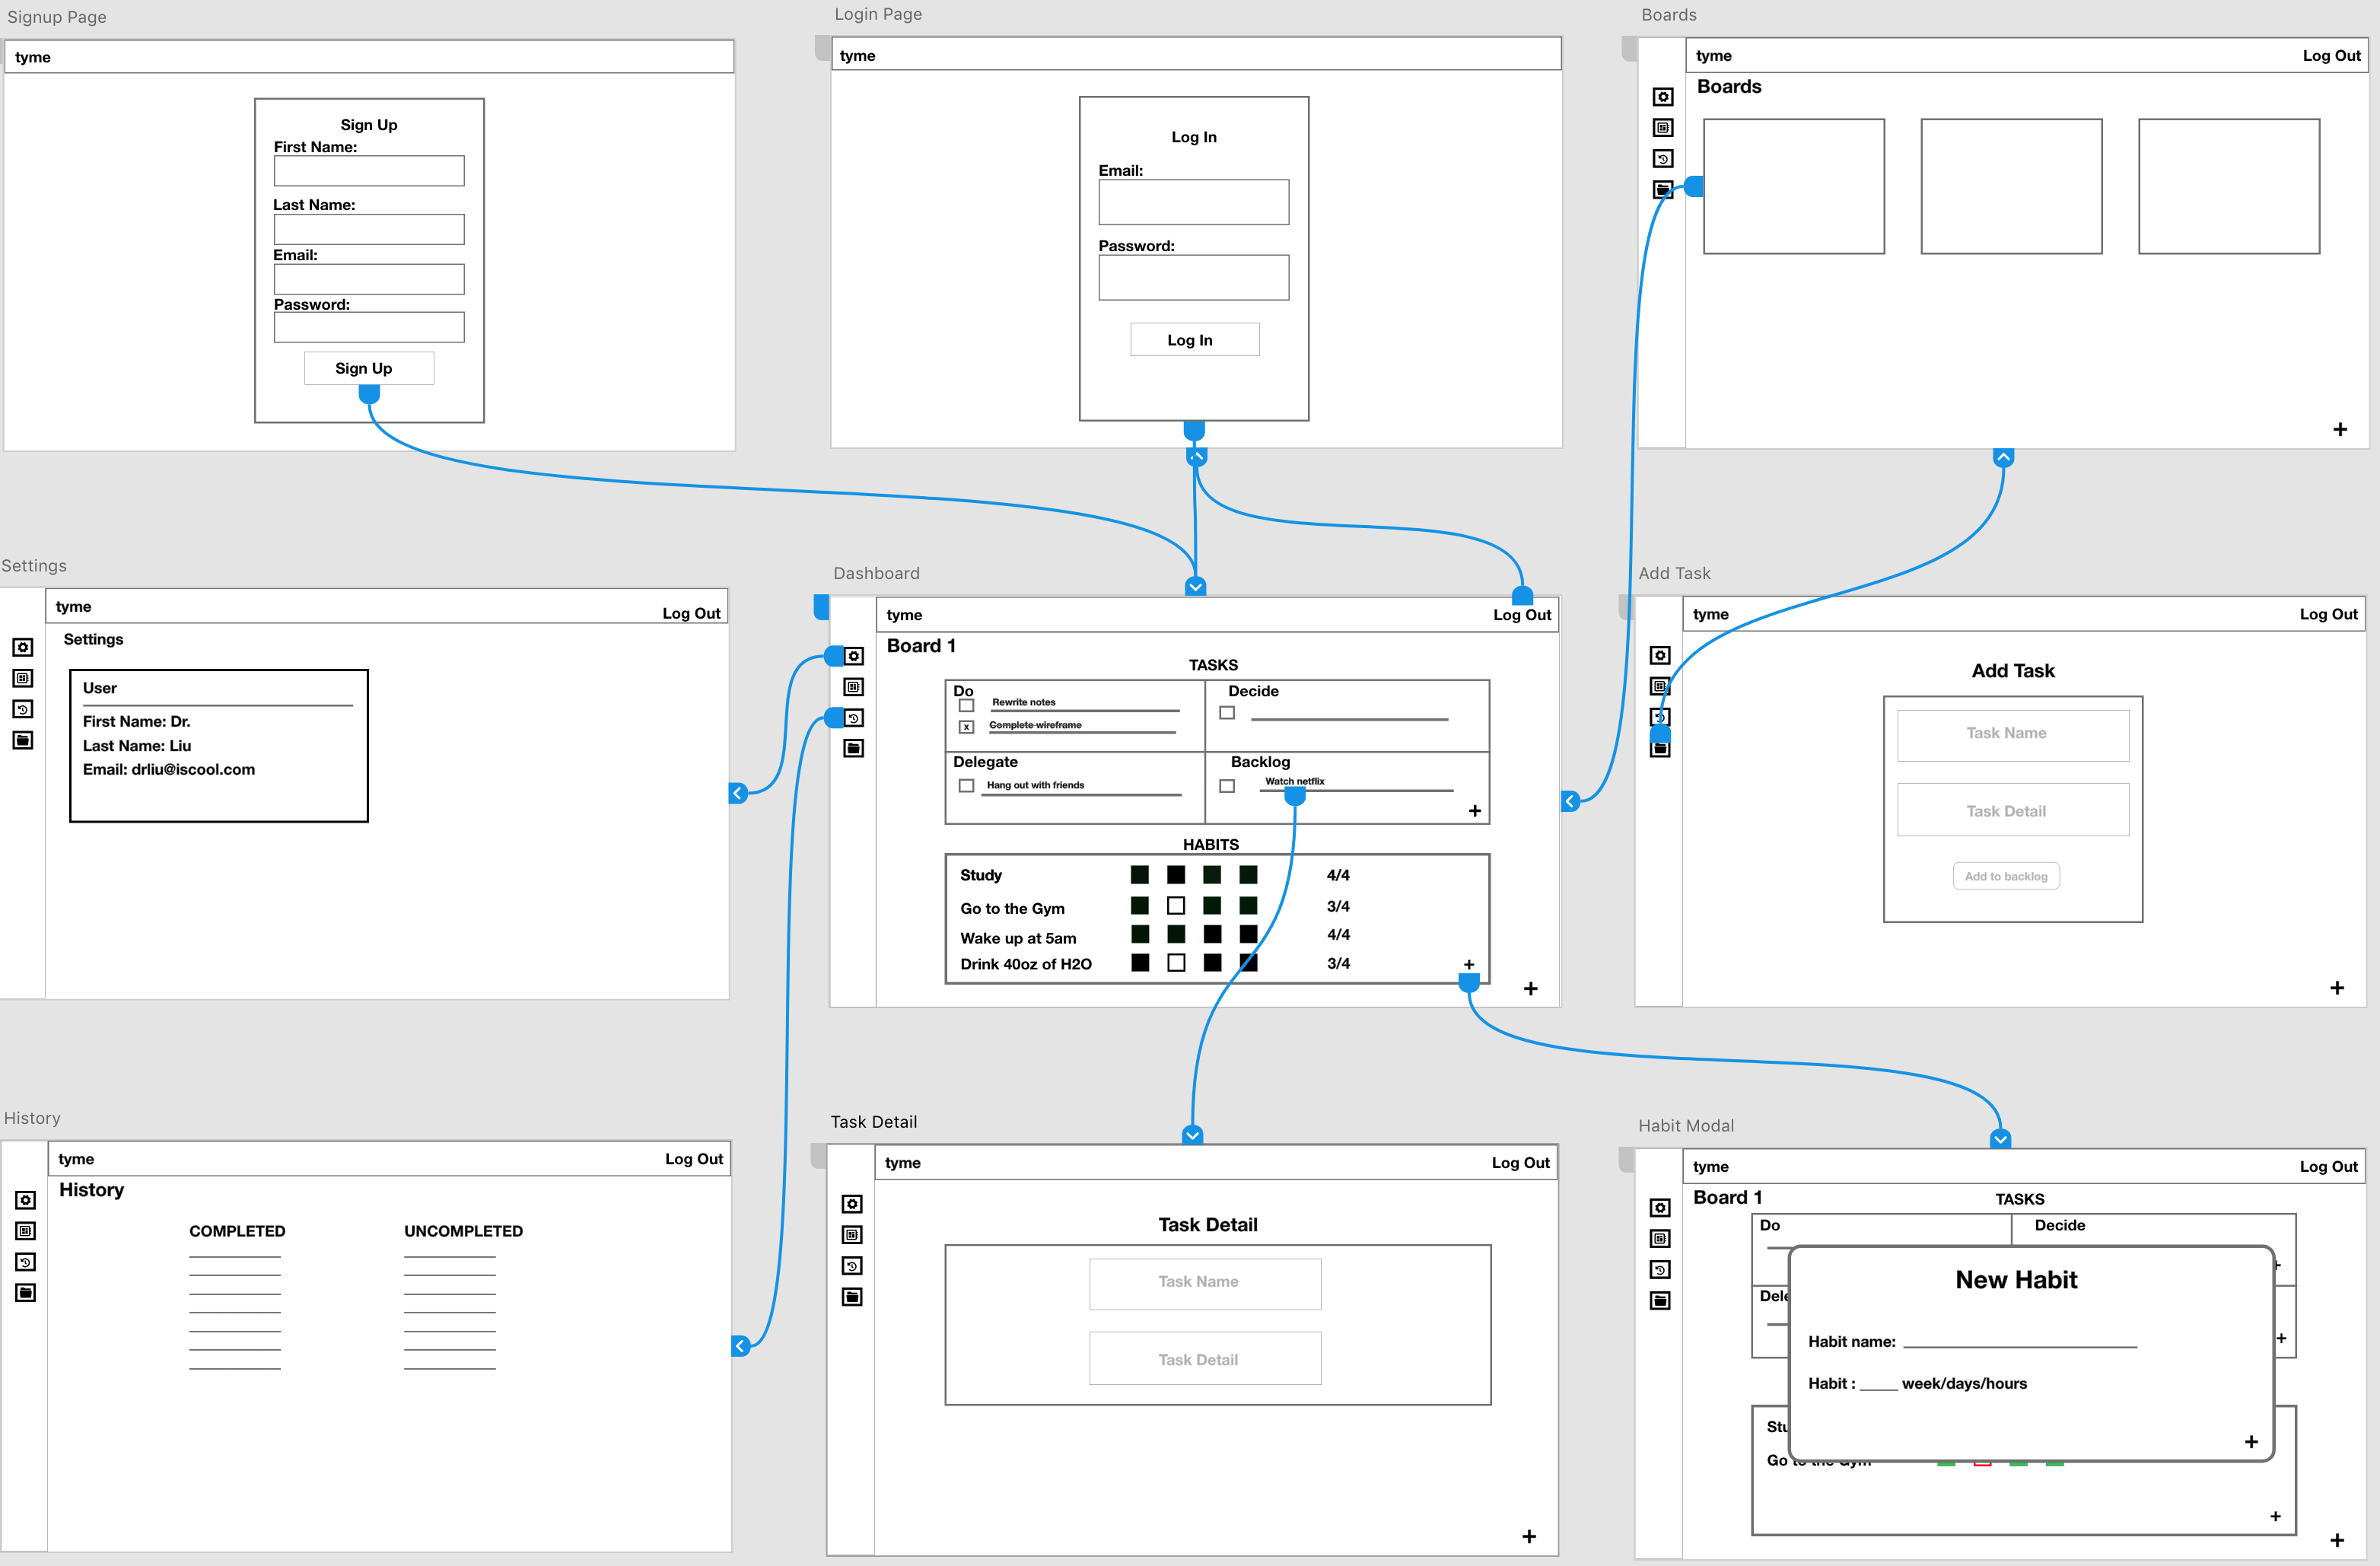 Signup Page
tyme
Sign Up
First Name:
Last Name:
Email:
Password:
Sign Up
Login Page
tyme
Log In
Email:
Password:
Log In
Boards
tyme
Log Out
Boards
+
Settings
tyme
Log Out
Settings
User
First Name: Dr.
Last Name: Liu
Email: drliu@iscool.com
Dashboard
tyme
Log Out
Board 1
TASKS
Do
Rewrite notes
x
Complete wireframe
Decide
Delegate
Hang out with friends
Backlog
Watch netflix
+
HABITS
Study 4/4
Go to the Gym 3/4
Wake up at 5am 4/4
Drink 40oz of H2O 3/4
+
+
Add Task
tyme
Log Out
Add Task
Task Name
Task Detail
Add to backlog
+
History
tyme
Log Out
History
COMPLETED UNCOMPLETED
Task Detail
tyme
Log Out
Task Detail
Task Name
Task Detail
+
Habit Modal
tyme
Log Out
Board 1
TASKS
Do
Decide
Dele
New Habit
Habit name:
Habit : ____ week/days/hours
+
Stu
Go to the Gym
+
+